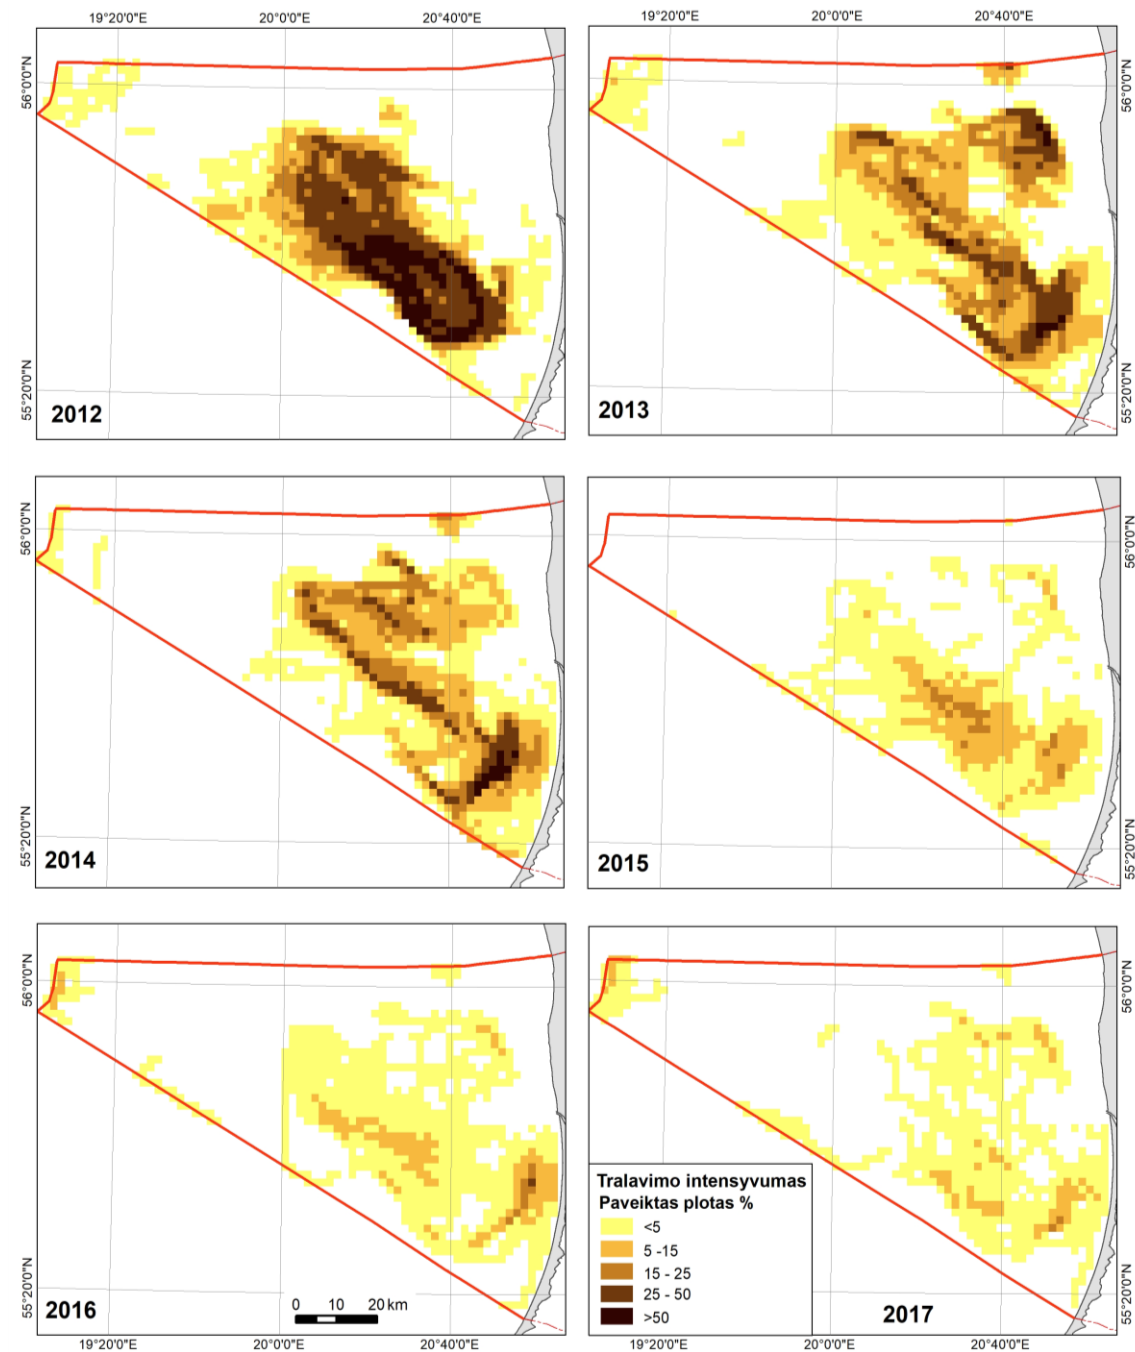 19°20'0"E 20°0'0"E 20°40'0"E
19°20'0"E 20°0'0"E 20°40'0"E
56°0'0"N
56°0'0"N
55°20'0"N
55°20'0"N
2012
2013
56°0'0"N
56°0'0"N
55°20'0"N
55°20'0"N
2014
2015
56°0'0"N
56°0'0"N
Tralavimo intensyvumas
Paveiktas plotas %
<5
5 -15
15 - 25
25 - 50
>50
55°20'0"N
55°20'0"N
2016
0 10 20 km
2017
19°20'0"E 20°0'0"E 20°40'0"E
19°20'0"E 20°0'0"E 20°40'0"E